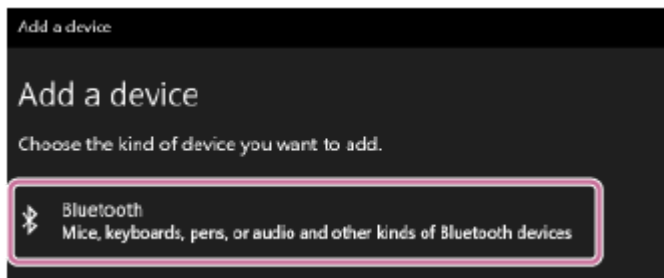 Add a device
Add a device
Choose the kind of device you want to add.
Bluetooth
Mice, keyboards, pens, or audio and other kinds of Bluetooth devices